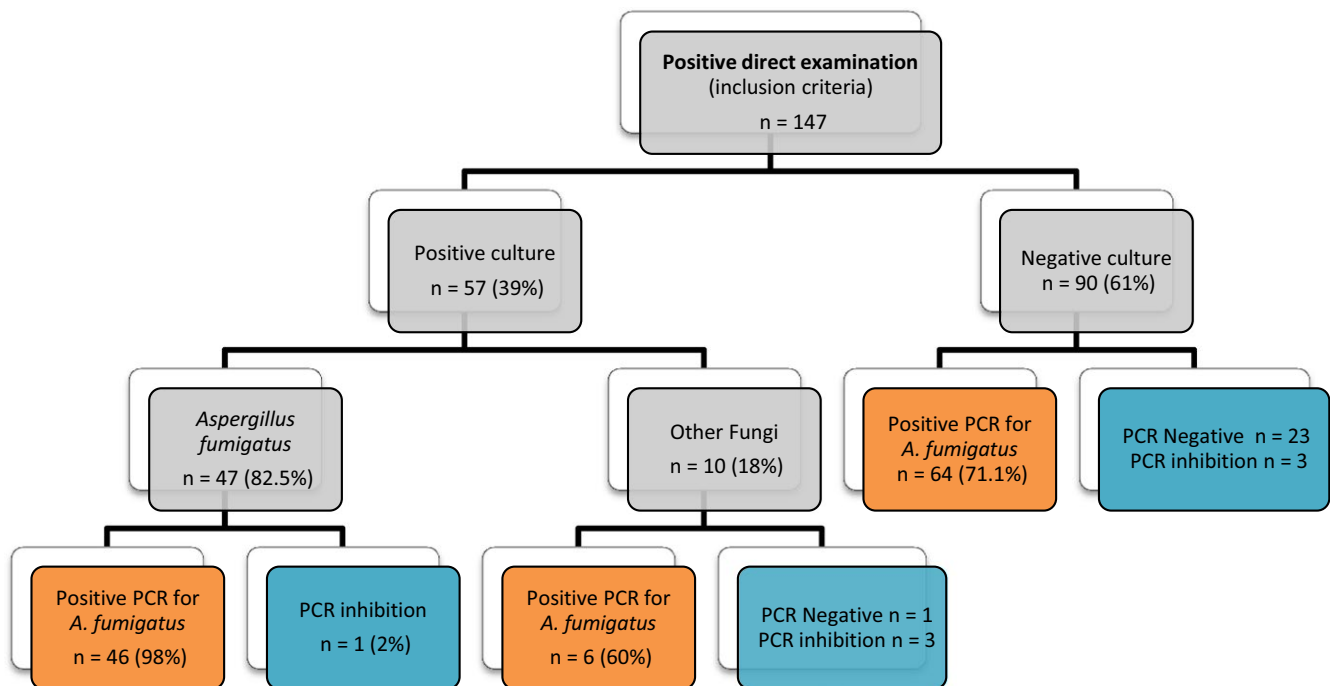 Positive direct examination
(inclusion criteria)
n = 147
Positive culture
n = 57 (39%)
Negative culture
n = 90 (61%)
Aspergillus
fumigatus
n = 47 (82.5%)
Other Fungi
n = 10 (18%)
Positive PCR for
A. fumigatus
n = 64 (71.1%)
PCR Negative n = 23
PCR inhibition n = 3
Positive PCR for
A. fumigatus
n = 46 (98%)
PCR inhibition
n = 1 (2%)
Positive PCR for
A. fumigatus
n = 6 (60%)
PCR Negative n = 1
PCR inhibition n = 3